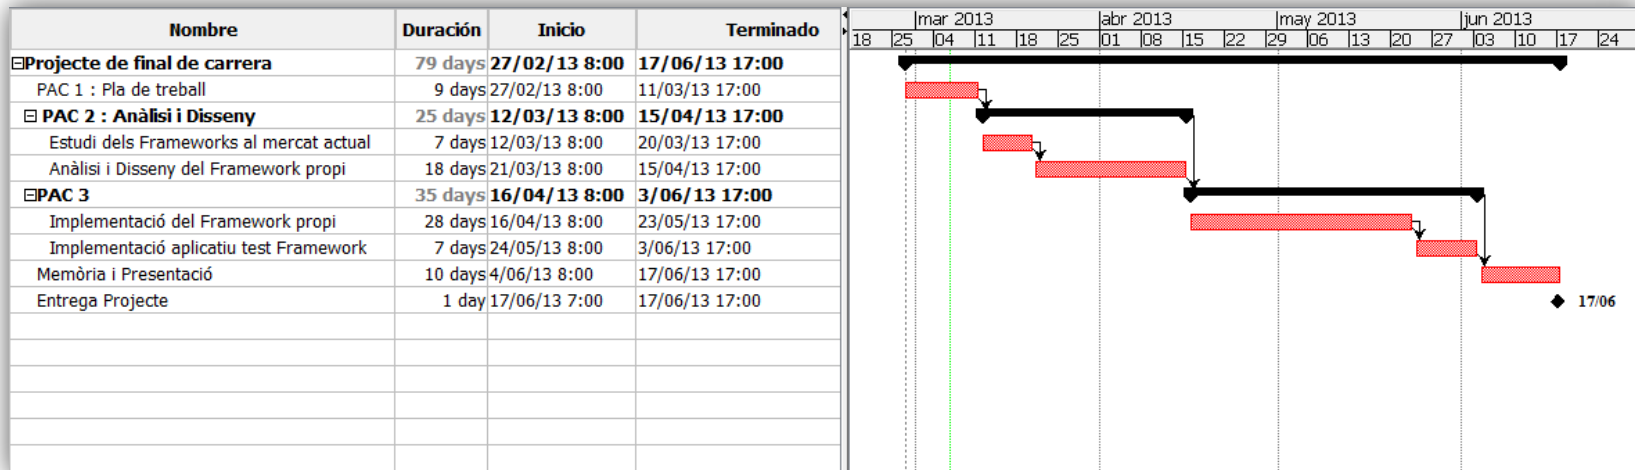 Nombre Duración Inicio Terminado
mar 2013 abr 2013 may 2013 jun 2013
18 25 04 11 18 25 01 08 15 22 29 06 13 20 27 03 10 17 24
Projecte de final de carrera 79 days 27/02/13 8:00 17/06/13 17:00
PAC 1 : Pla de treball 9 days 27/02/13 8:00 11/03/13 17:00
PAC 2 : Anàlisi i Disseny 25 days 12/03/13 8:00 15/04/13 17:00
Estudi dels Frameworks al mercat actual 7 days 12/03/13 8:00 20/03/13 17:00
Anàlisi i Disseny del Framework propi 18 days 21/03/13 8:00 15/04/13 17:00
PAC 3 35 days 16/04/13 8:00 3/06/13 17:00
Implementació del Framework propi 28 days 16/04/13 8:00 23/05/13 17:00
Implementació aplicatiu test Framework 7 days 24/05/13 8:00 3/06/13 17:00
Memòria i Presentació 10 days 4/06/13 8:00 17/06/13 17:00
Entrega Projecte 1 day 17/06/13 7:00 17/06/13 17:00 17/06